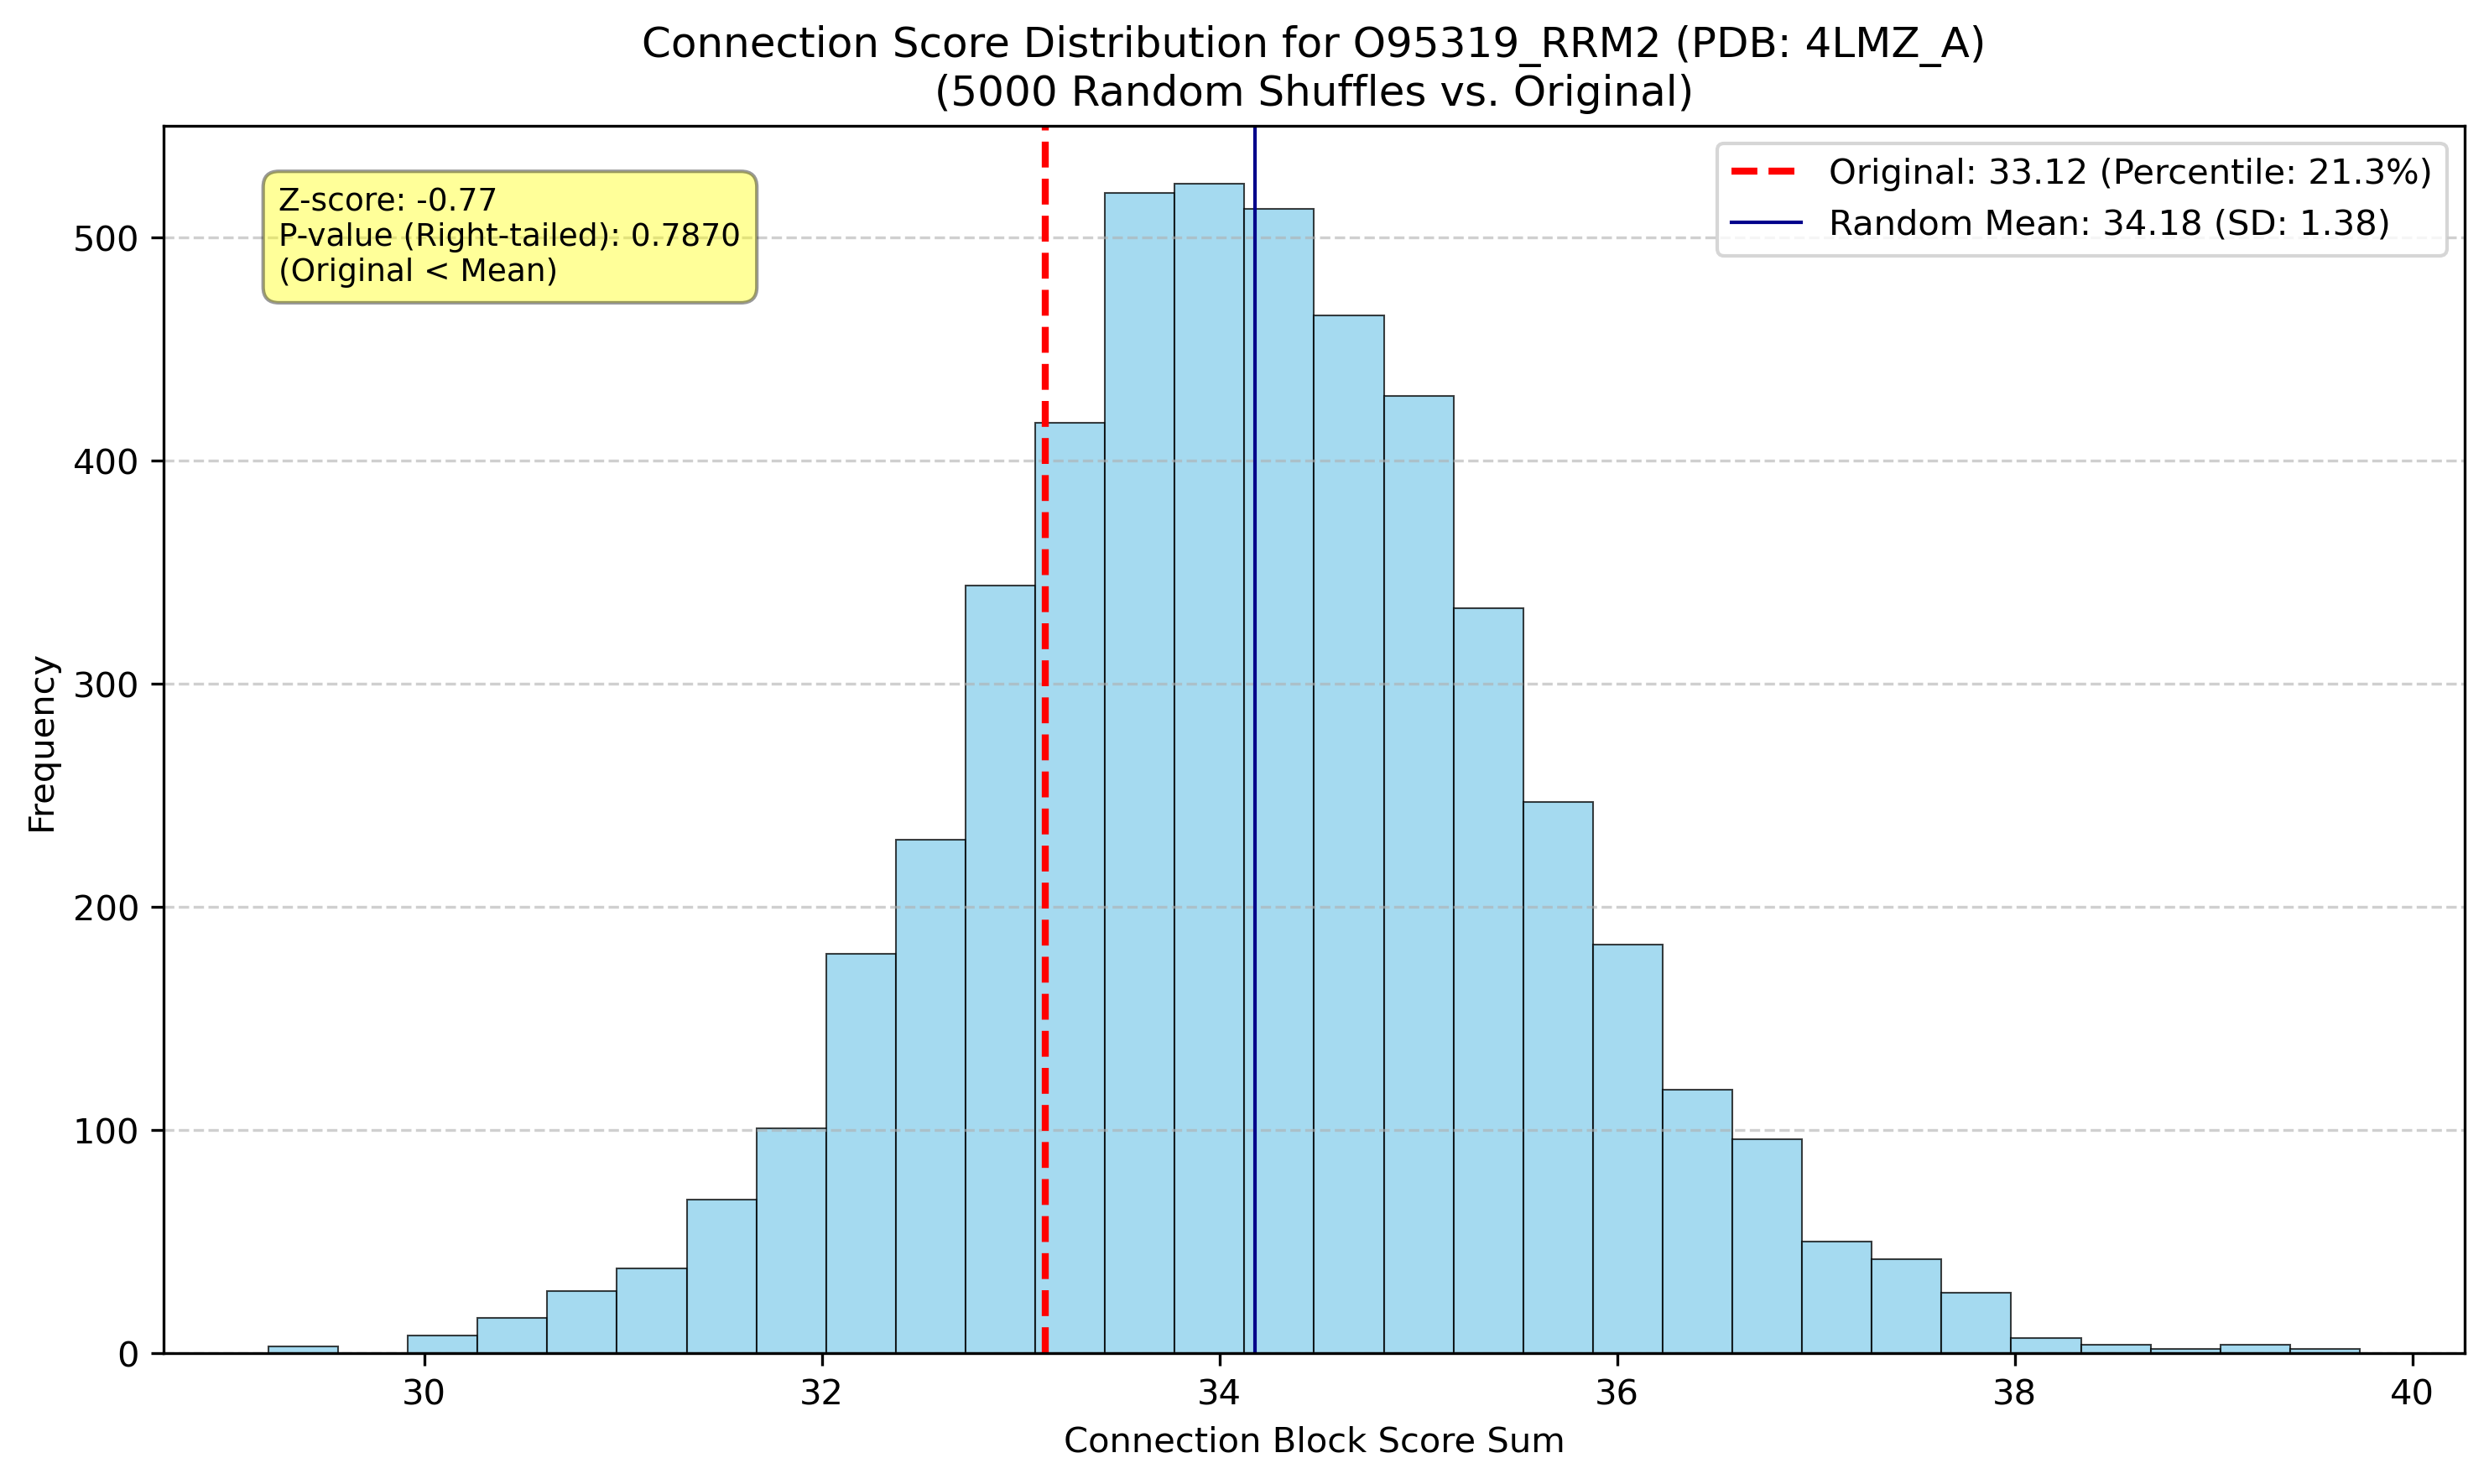 Connection Score Distribution for O95319_RRM2 (PDB: 4LMZ_A)
(5000 Random Shuffles vs. Original)
Z-score: -0.77
P-value (Right-tailed): 0.7870
(Original < Mean)
Original: 33.12 (Percentile: 21.3%)
Random Mean: 34.18 (SD: 1.38)
Frequency
500
400
300
200
100
0
30 32 34 36 38 40
Connection Block Score Sum